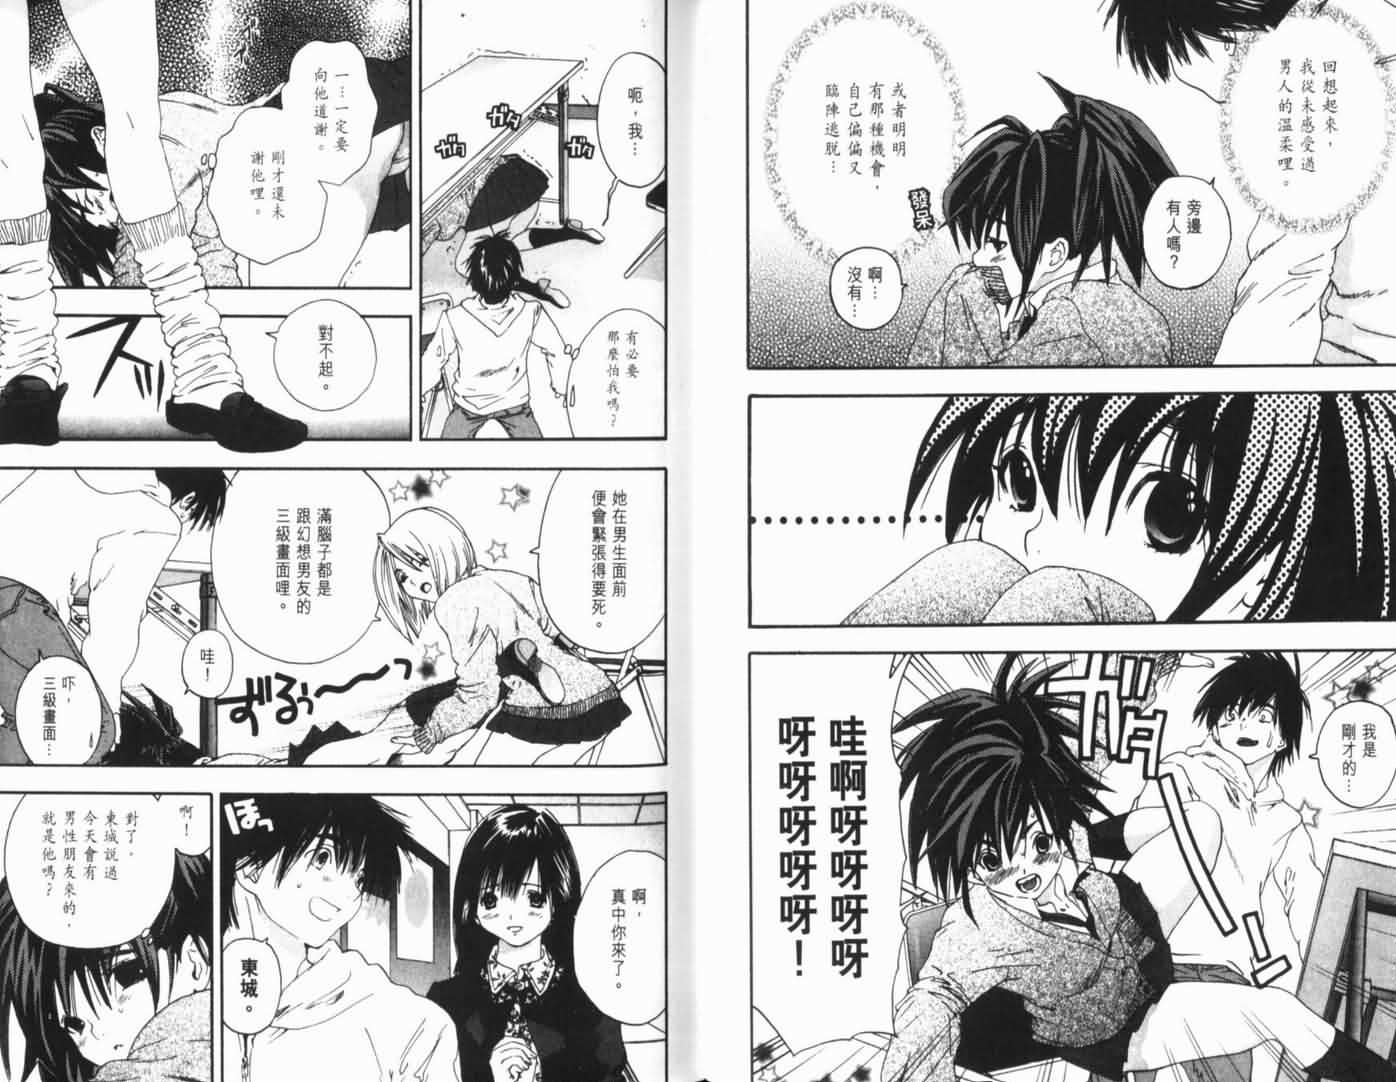 回想起來，
我從未感受過
男人的溫柔哩。
或者明明
有那種機會，
自己偏偏又
臨陣逃脫…
旁邊
有人嗎？
發呆
啊…
沒有…
我是
剛才的…
ガターン
哇啊呀呀呀呀
呀呀呀呀呀！
呃，我…
ガタ
ガタ
ガタ
有必要
那麼怕我嗎？
一…一定要
向他道謝。
剛才還未
謝他哩。
對不起。
ズ
她在男生面前
便會緊張得要死。
滿腦子都是
跟幻想男友的
三級畫面哩。
ずるぅ〜〜っ
哇！
吓，
三級畫面…
啊，
真中你來了。
ほっ
東城。
啊！
對了，
東城說過
今天會有
男性朋友來的，
就是他嗎？